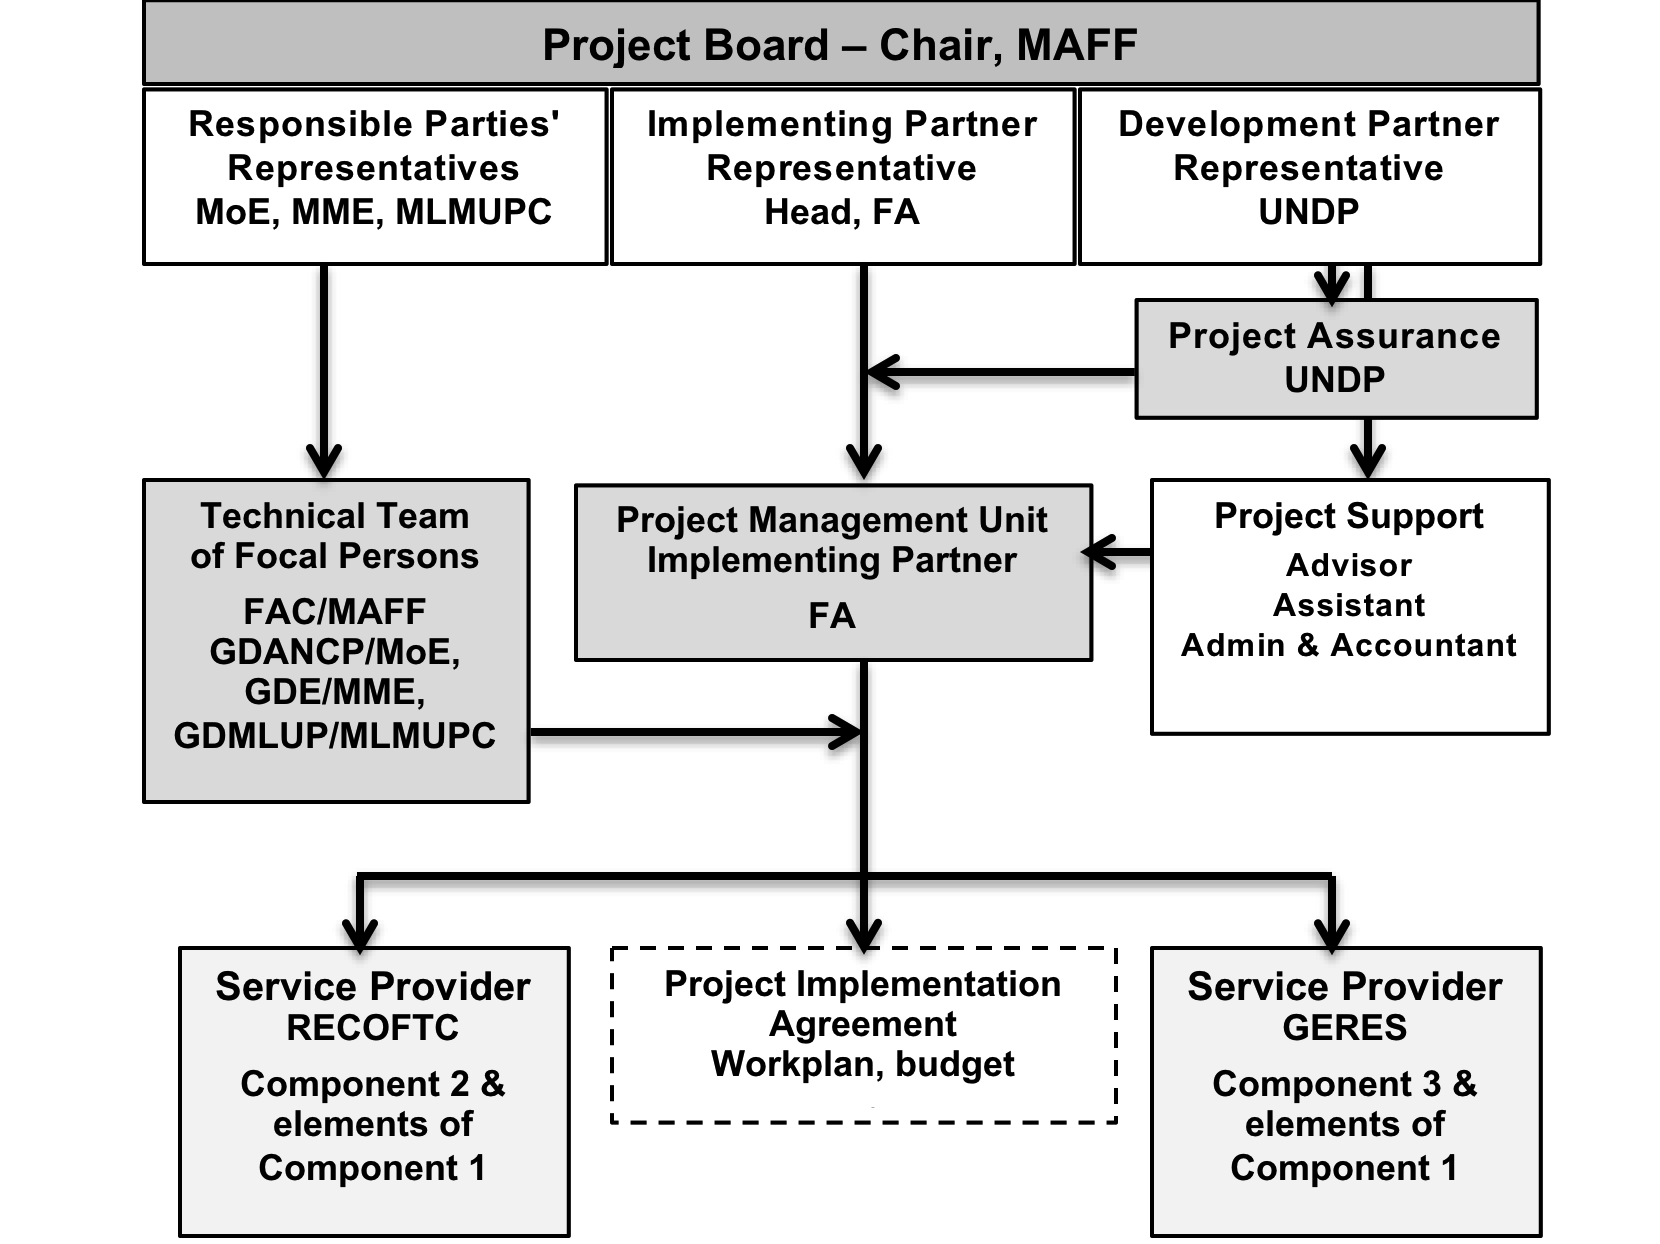 Project Board – Chair, MAFF
Responsible Parties'
Representatives
MoE, MME, MLMUPC
Implementing Partner
Representative
Head, FA
Development Partner
Representative
UNDP
Project Assurance
UNDP
Technical Team
of Focal Persons
FAC/MAFF
GDANCP/MoE,
GDE/MME,
GDMLUP/MLMUPC
Project Management Unit
Implementing Partner
FA
Project Support
Advisor
Assistant
Admin & Accountant
Service Provider
RECOFTC
Component 2 &
elements of
Component 1
Project Implementation
Agreement
Workplan, budget
Service Provider
GERES
Component 3 &
elements of
Component 1